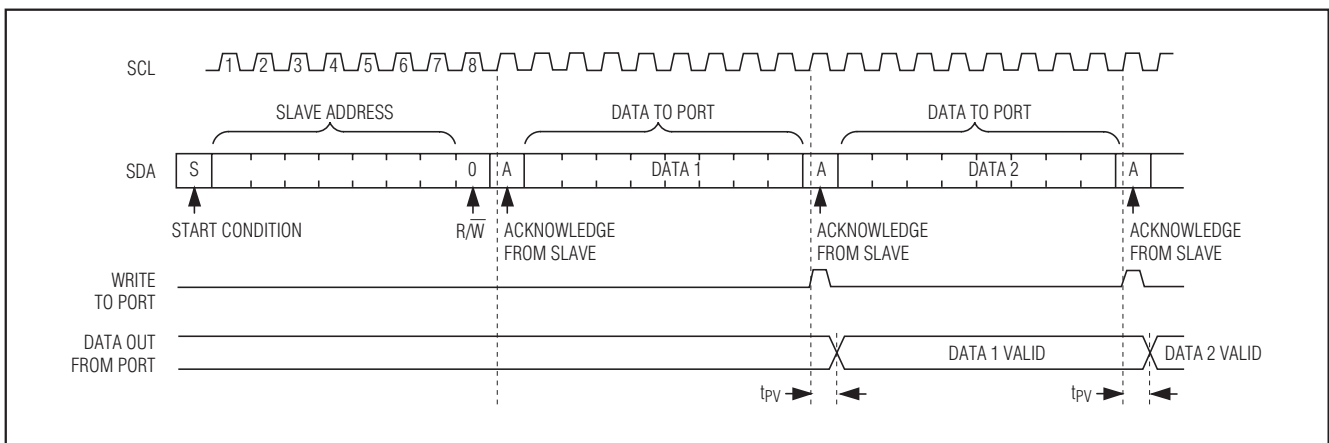 SCL 1 2 3 4 5 6 7 8
SLAVE ADDRESS DATA TO PORT DATA TO PORT
SDA S 0 A DATA 1 A DATA 2 A
START CONDITION R/W̅ ACKNOWLEDGE FROM SLAVE ACKNOWLEDGE FROM SLAVE ACKNOWLEDGE FROM SLAVE
WRITE
TO PORT
DATA OUT
FROM PORT
DATA 1 VALID DATA 2 VALID
tPV tPV